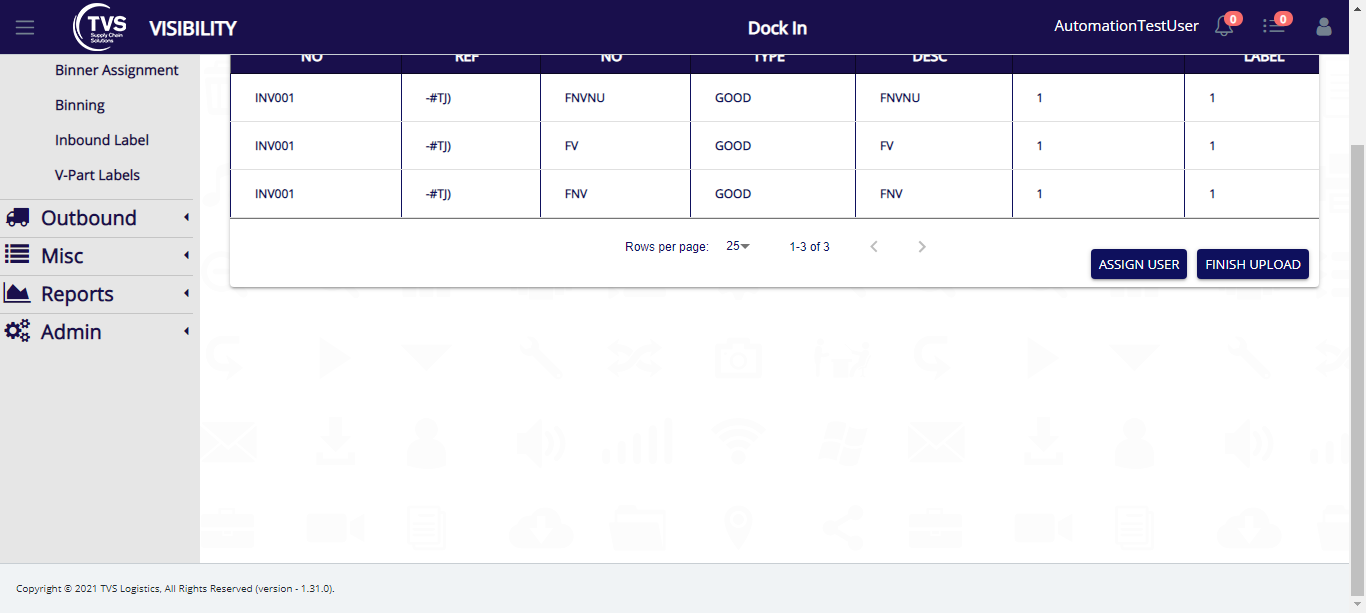 TVS
Supply Chain
Solutions
VISIBILITY
Dock In
AutomationTestUser
0
0
Binner Assignment
Binning
Inbound Label
V-Part Labels
Outbound
Misc
Reports
Admin
NO REF NO TYPE DESC LABEL
INV001 -#TJ) FNVNU GOOD FNVNU 1 1
INV001 -#TJ) FV GOOD FV 1 1
INV001 -#TJ) FNV GOOD FNV 1 1
Rows per page: 25 1-3 of 3
ASSIGN USER FINISH UPLOAD
Copyright © 2021 TVS Logistics, All Rights Reserved (version - 1.31.0).